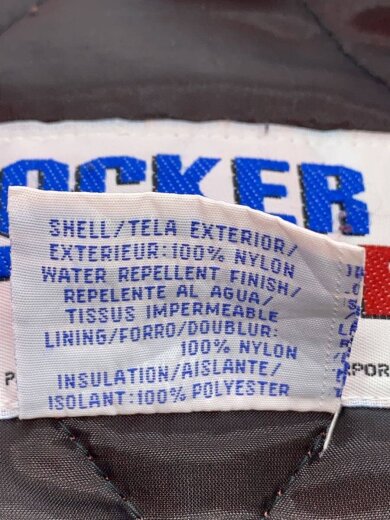 OCKER
SHELL/TELA EXTERIOR/
EXTERIEUR:100% NYLON
WATER REPELLENT FINISH/
REPELENTE AL AGUA/
TISSUS IMPERMEABLE
LINING/FORRO/DOUBLUR:
100% NYLON
INSULATION/AISLANTE/
ISOLANT:100% POLYESTER